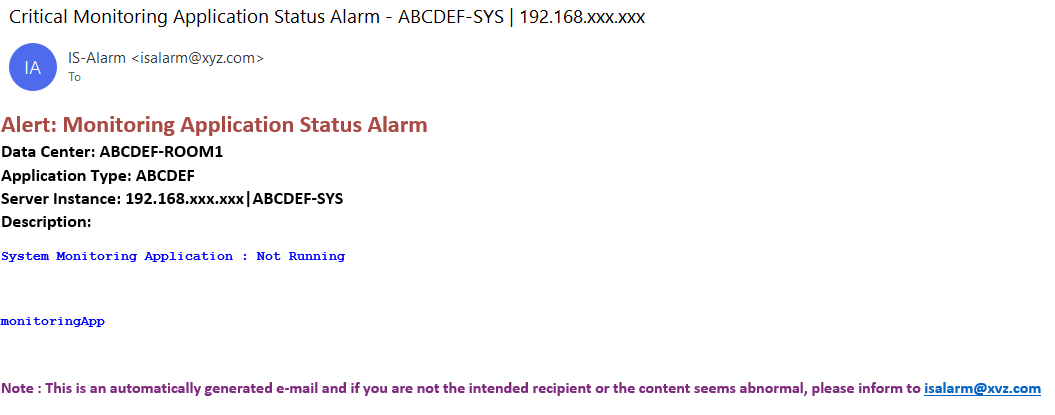 Critical Monitoring Application Status Alarm - ABCDEF-SYS | 192.168.xxx.xxx
IA
IS-Alarm <isalarm@xyz.com>
To
Alert: Monitoring Application Status Alarm
Data Center: ABCDEF-ROOM1
Application Type: ABCDEF
Server Instance: 192.168.xxx.xxx|ABCDEF-SYS
Description:
System Monitoring Application : Not Running
monitoringApp
Note : This is an automatically generated e-mail and if you are not the intended recipient or the content seems abnormal, please inform to isalarm@xvz.com